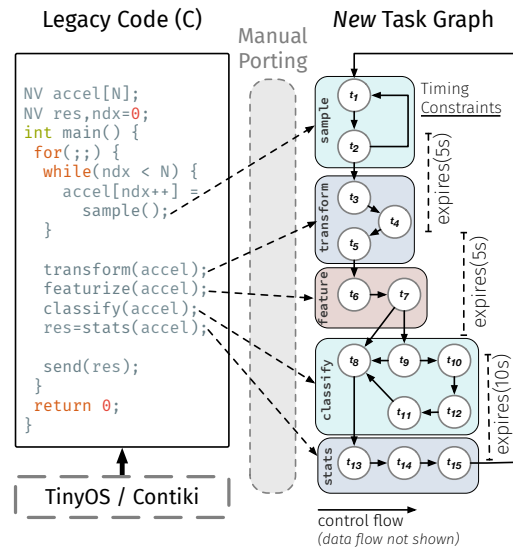 Legacy Code (C)
New Task Graph
Manual
Porting
NV accel[N];
NV res,ndx=0;
int main() {
for(;;) {
while(ndx < N) {
accel[ndx++] =
sample();
}
transform(accel);
featurize(accel);
classify(accel);
res=stats(accel);
send(res);
}
return 0;
}
TinyOS / Contiki
sample
t1
t2
Timing
Constraints
expires(5s)
transform
t3
t4
t5
expires(5s)
feature
t6
t7
classify
t8
t9
t10
t11
t12
expires(10s)
stats
t13
t14
t15
control flow
(data flow not shown)